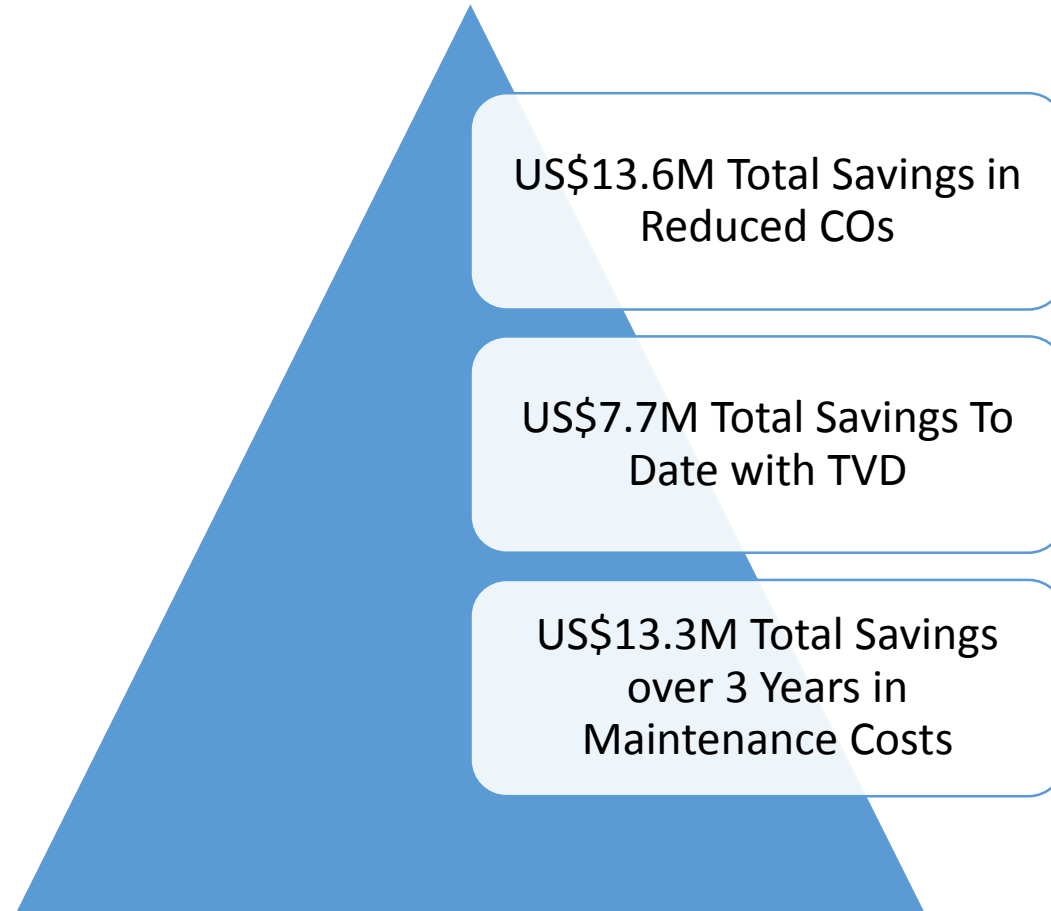 US$13.6M Total Savings in
Reduced COs
US$7.7M Total Savings To
Date with TVD
US$13.3M Total Savings
over 3 Years in
Maintenance Costs